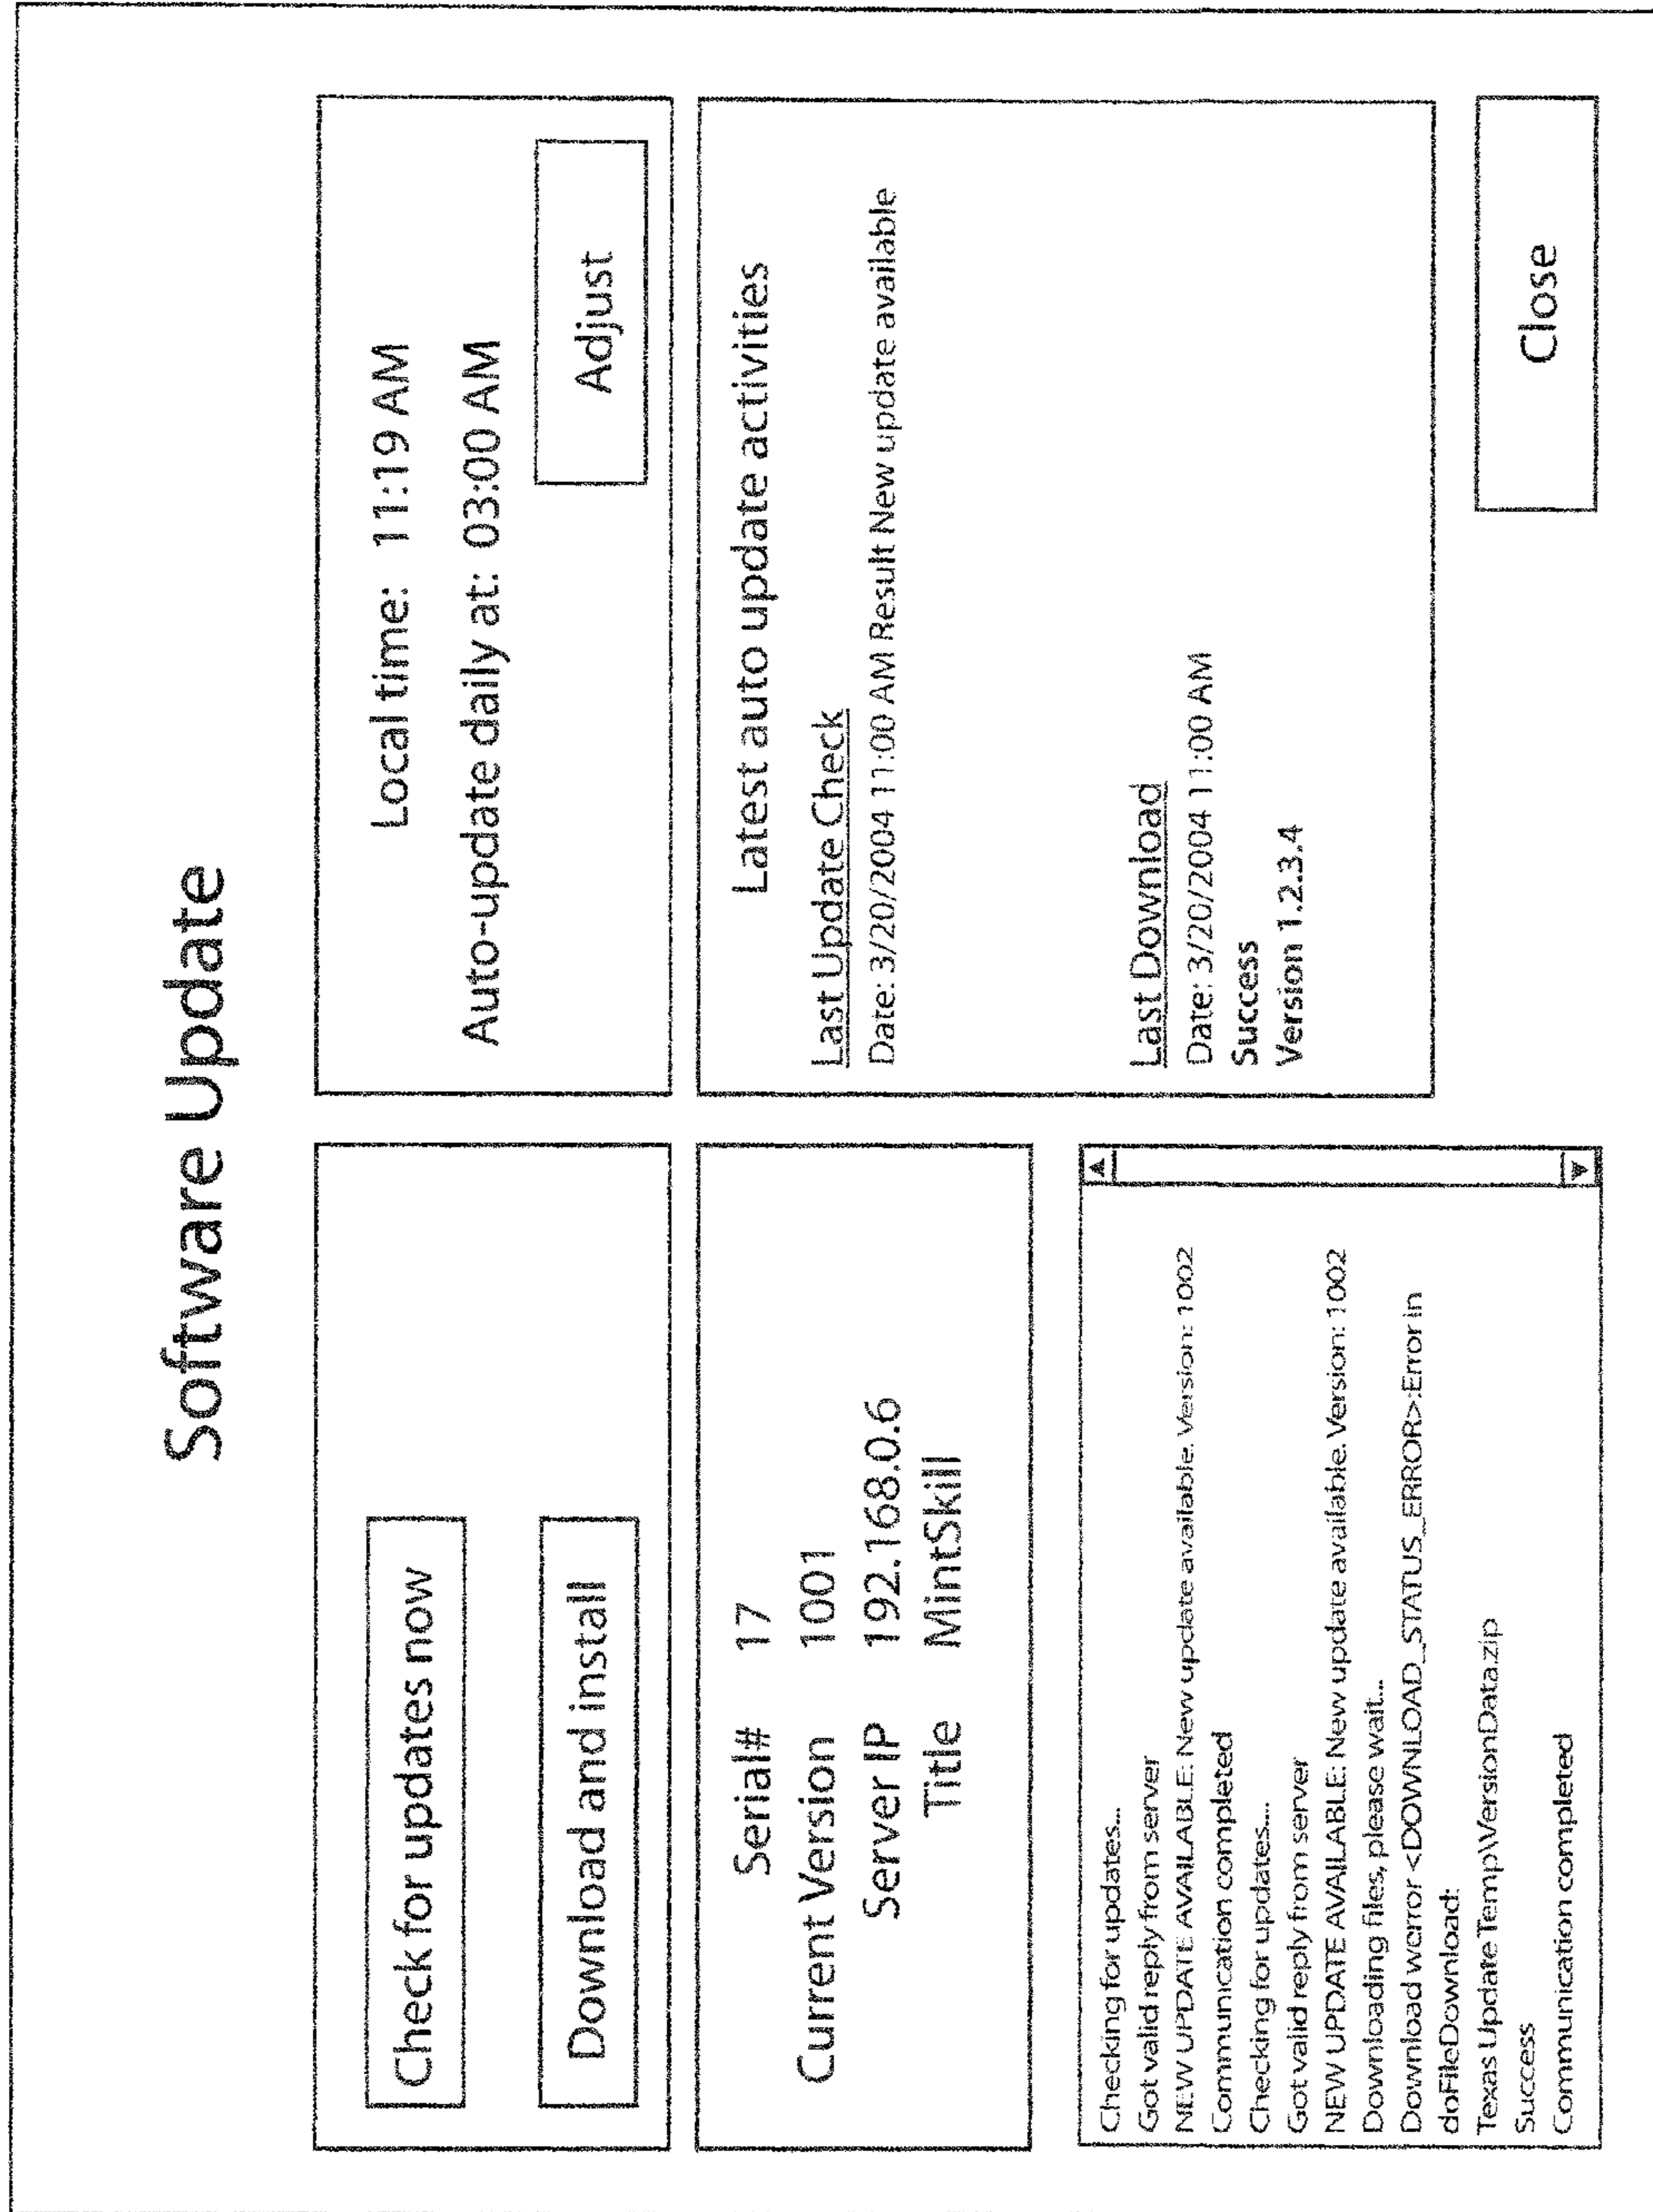 Software Update
Check for updates now
Download and install
Local time: 11:19 AM
Auto-update daily at: 03:00 AM
Adjust
Serial# 17
Current Version 1001
Server IP 192.168.0.6
Title MintSkill
Latest auto update activities
Last Update Check
Date: 3/20/2004 11:00 AM Result New update available
Last Download
Date: 3/20/2004 11:00 AM
Success
Version 1.2.3.4
Checking for updates...
Got valid reply from server
NEW UPDATE AVAILABLE: New update available. Version: 1002
Communication completed
Checking for updates...
Got valid reply from server
NEW UPDATE AVAILABLE: New update available. Version: 1002
Downloading files, please wait...
Download werror <DOWNLOAD_STATUS_ERROR>:Error in
doFileDownload:
Texas Update Temp\VersionData.zip
Success
Communication completed
Close